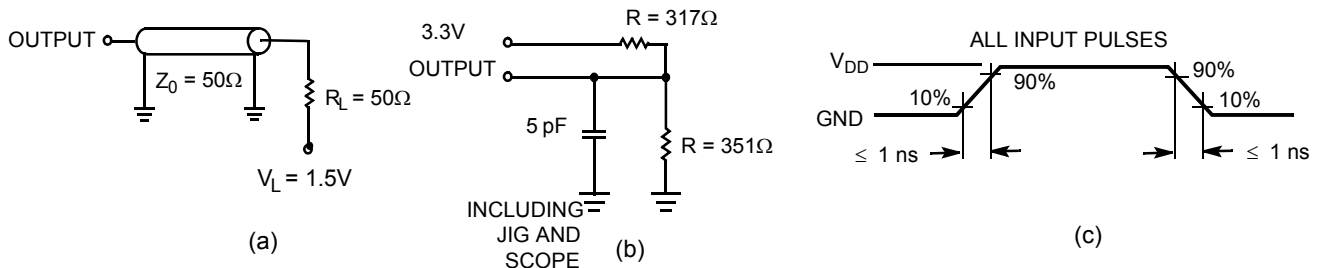 OUTPUT
Z0 = 50Ω
RL = 50Ω
VL = 1.5V
(a)
R = 317Ω
3.3V
OUTPUT
5 pF
R = 351Ω
INCLUDING
JIG AND
SCOPE
(b)
ALL INPUT PULSES
VDD
90%
90%
10%
10%
GND
≤ 1 ns
≤ 1 ns
(c)